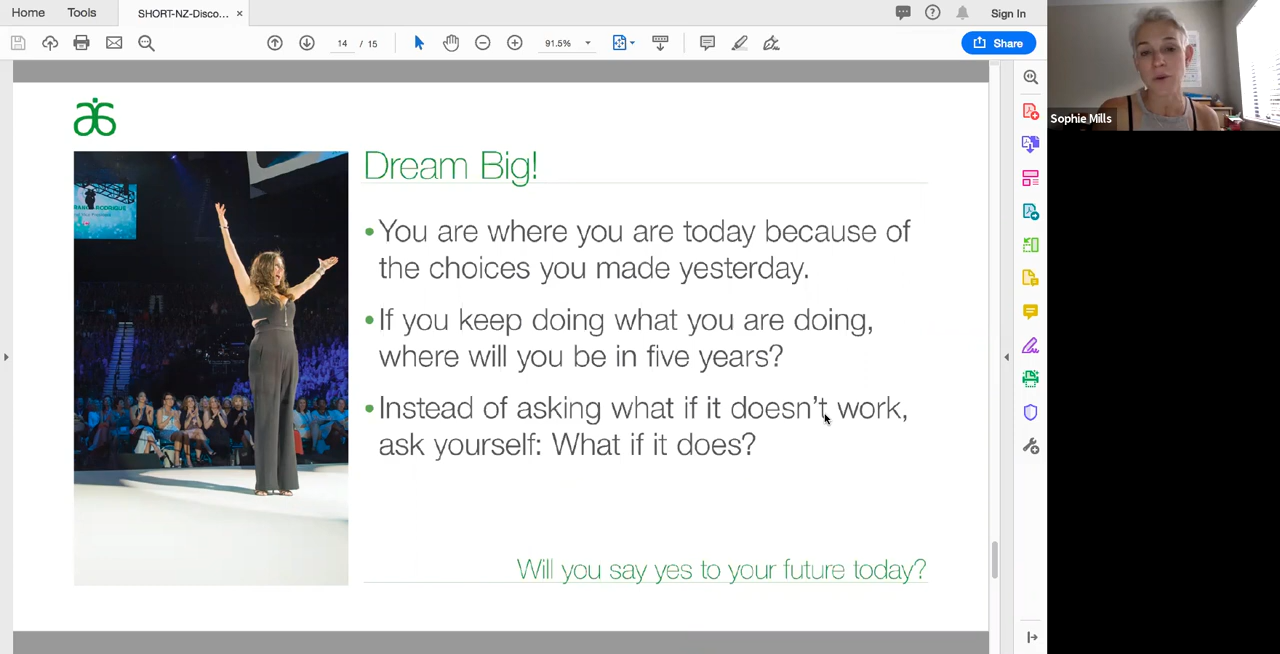 Home
Tools
SHORT-NZ-Disco...
×
Sign In
14 / 15
91.5%
Share
Sophie Mills
Dream Big!
•You are where you are today because of
the choices you made yesterday.
•If you keep doing what you are doing,
where will you be in five years?
•Instead of asking what if it doesn’t work,
ask yourself: What if it does?
Will you say yes to your future today?